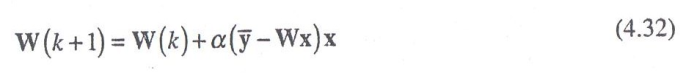 W(k+1) = W(k)+α(ȳ − Wx)x (4.32)